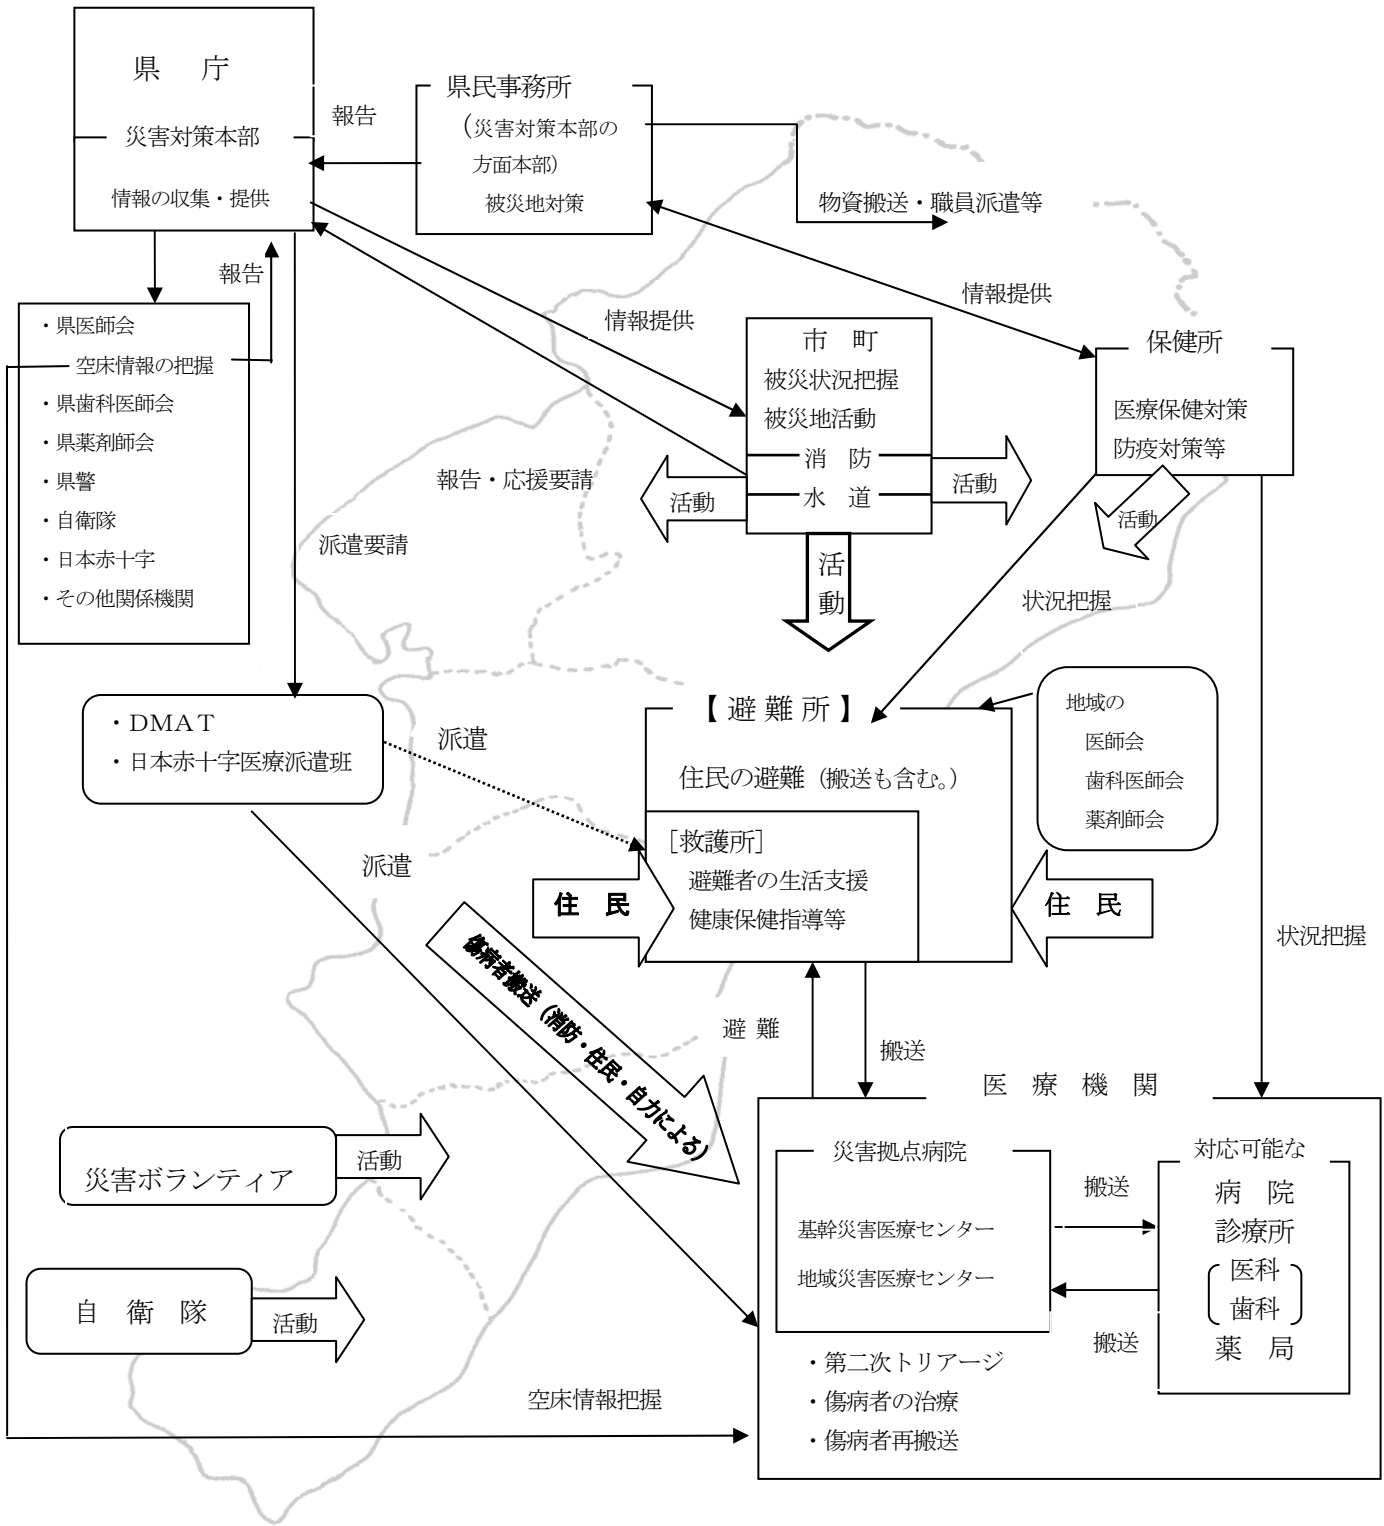 県　庁
災害対策本部
情報の収集・提供
報告
県民事務所
（災害対策本部の
方面本部）
被災地対策
物資搬送・職員派遣等
報告
・県医師会
空床情報の把握
・県歯科医師会
・県薬剤師会
・県警
・自衛隊
・日本赤十字
・その他関係機関
情報提供
情報提供
市　町
被災状況把握
被災地活動
消　防
水　道
保健所
医療保健対策
防疫対策等
報告・応援要請
活動
活動
活動
活動
派遣要請
状況把握
・DMAT
・日本赤十字医療派遣班
派遣
【避難所】
住民の避難（搬送も含む。）
地域の
医師会
歯科医師会
薬剤師会
［救護所］
避難者の生活支援
健康保健指導等
派遣
住　民
住　民
状況把握
傷病者搬送（消防・住民・自力による）
避難
搬送
医療機関
災害ボランティア
活動
災害拠点病院
基幹災害医療センター
地域災害医療センター
搬送
搬送
対応可能な
病　院
診療所
医科
歯科
薬　局
自　衛　隊
活動
・第二次トリアージ
・傷病者の治療
・傷病者再搬送
空床情報把握